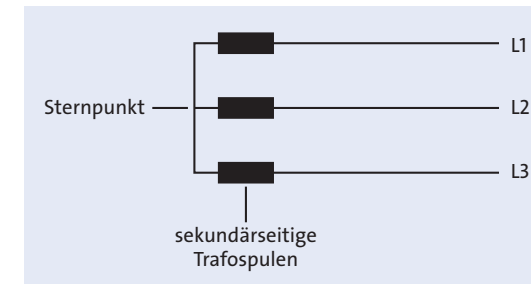 L1
Sternpunkt
L2
L3
sekundärseitige
Trafospulen